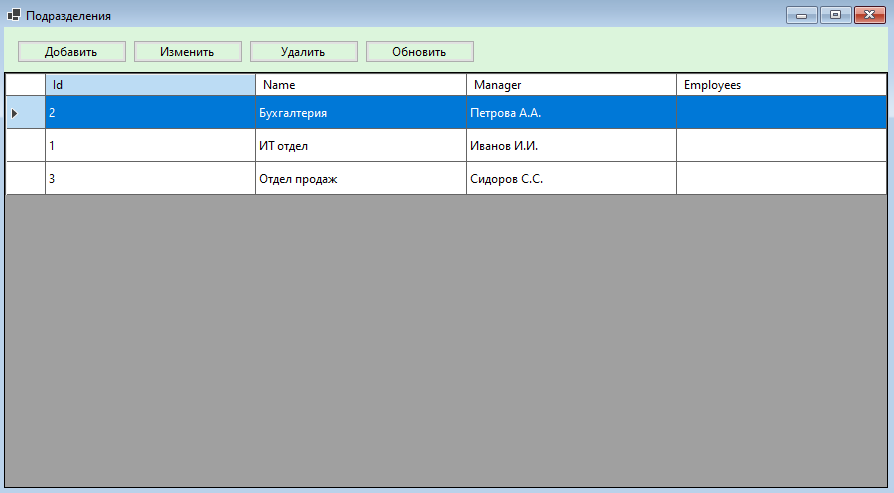 Подразделения
Добавить Изменить Удалить Обновить
Id Name Manager Employees
2 Бухгалтерия Петрова А.А.
1 ИТ отдел Иванов И.И.
3 Отдел продаж Сидоров С.С.